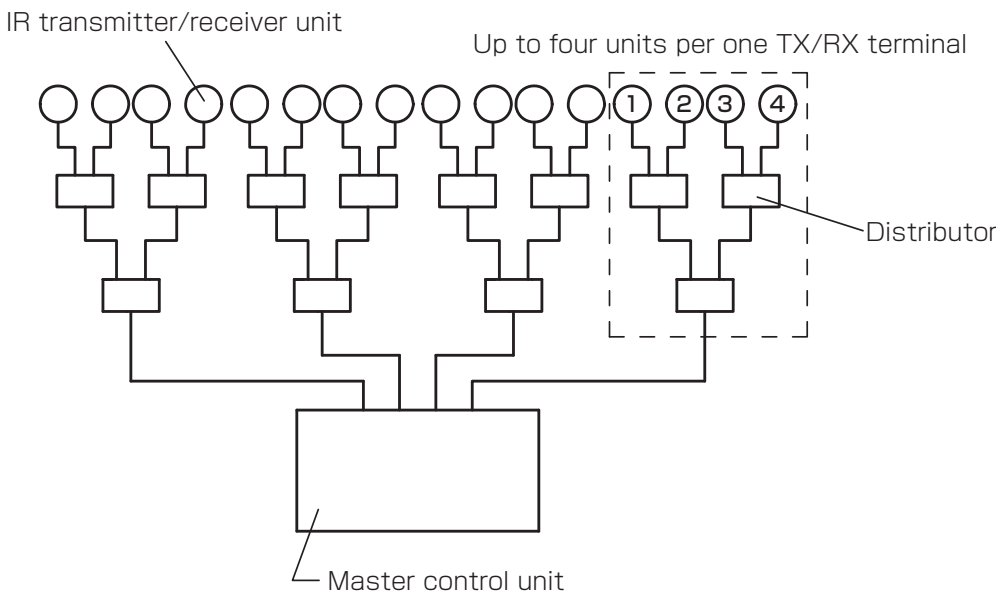 IR transmitter/receiver unit
Up to four units per one TX/RX terminal
1 2 3 4
Distributor
Master control unit